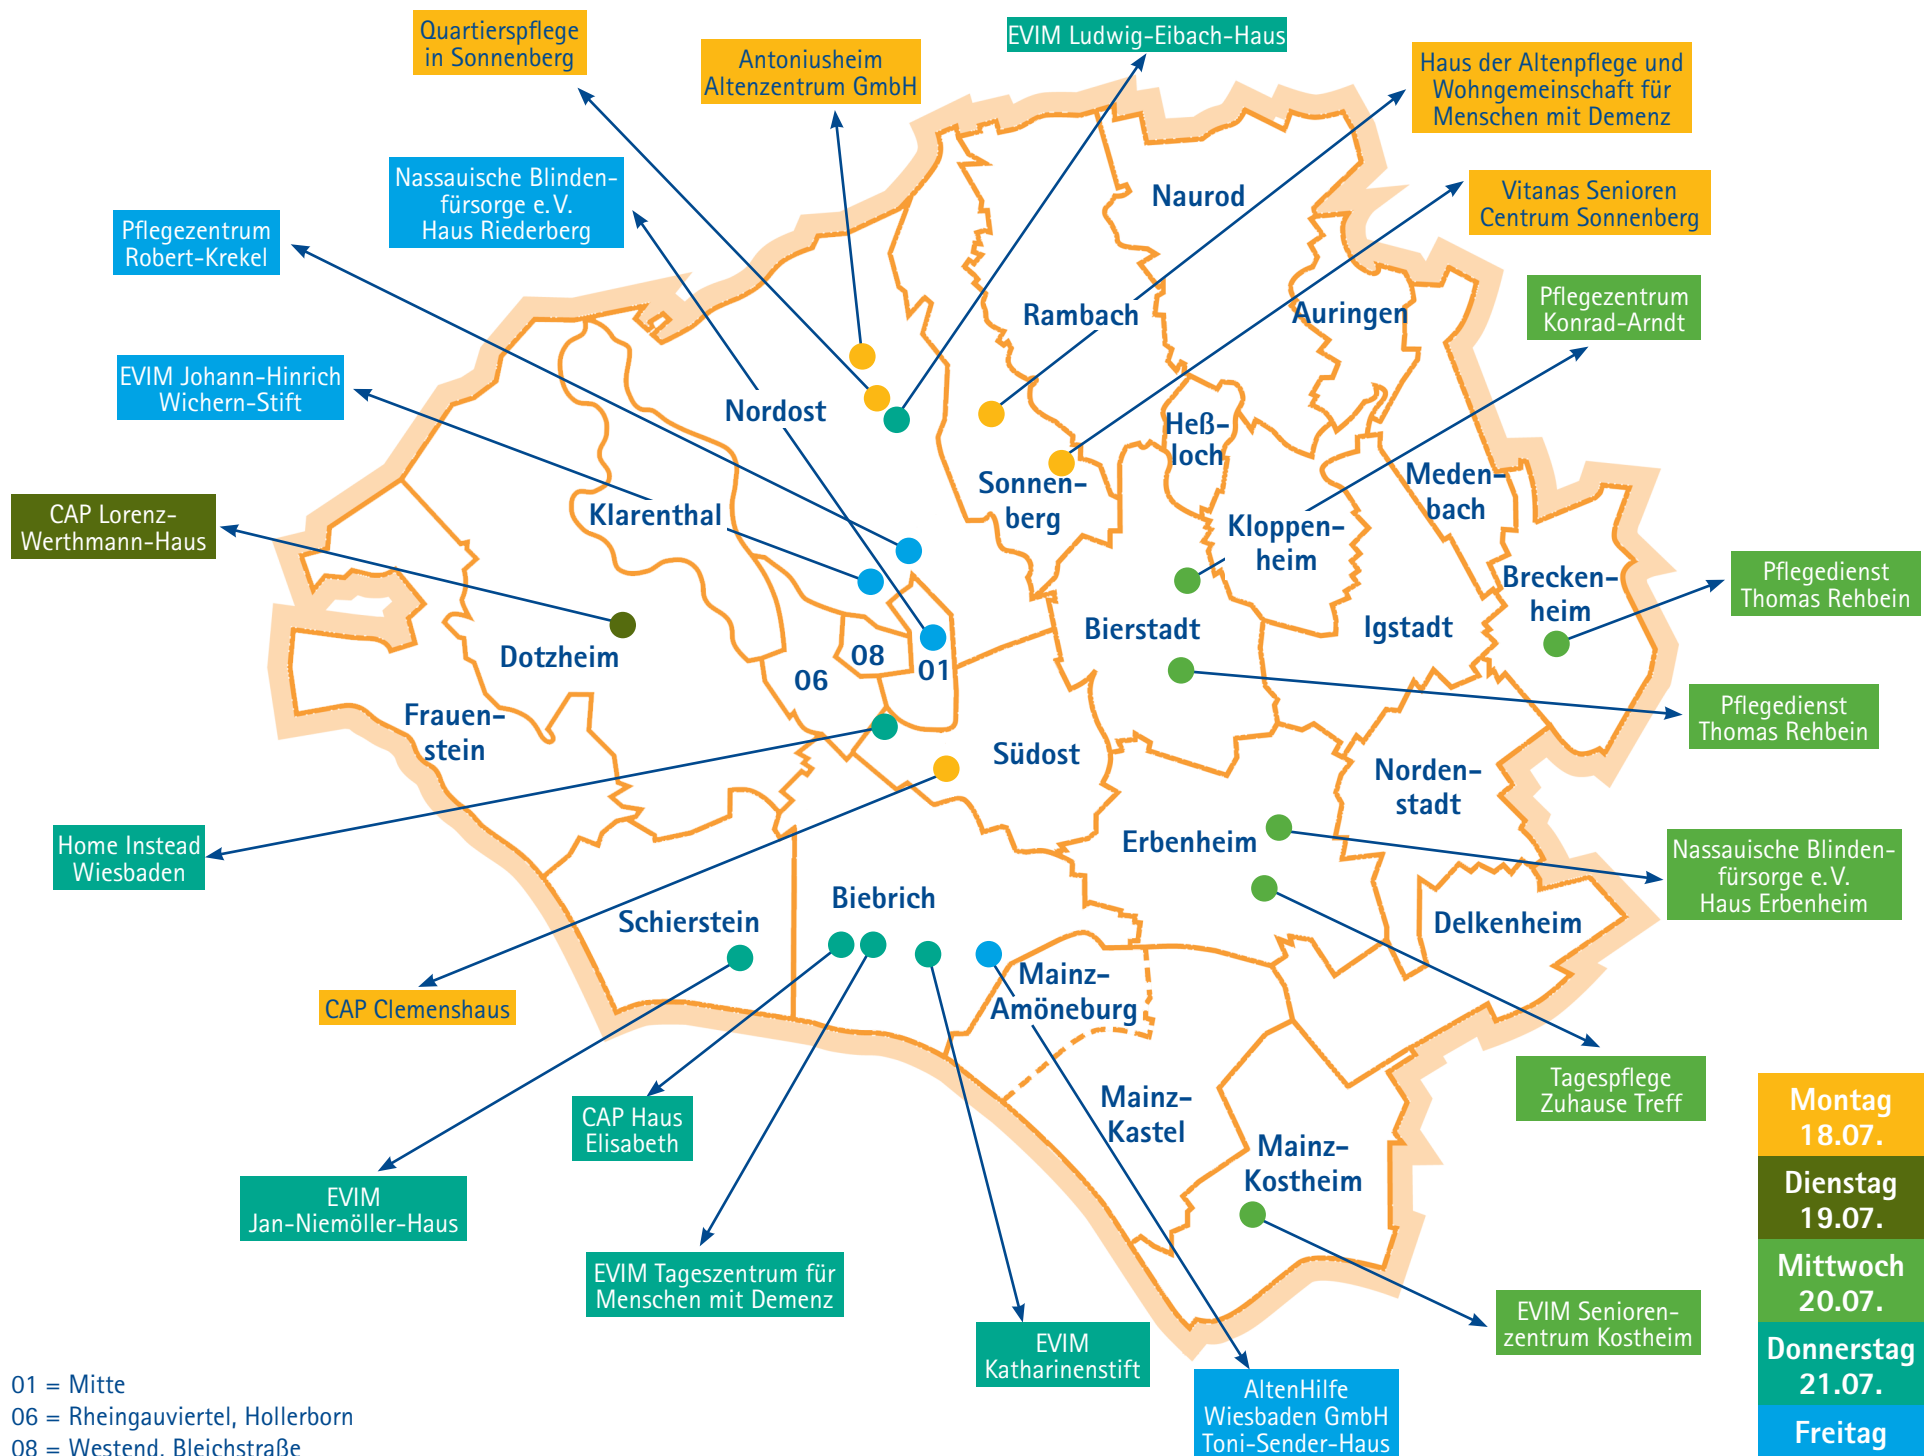 Quartierspflege
in Sonnenberg
Antoniusheim
Altenzentrum GmbH
EVIM Ludwig-Eibach-Haus
Haus der Altenpflege und
Wohngemeinschaft für
Menschen mit Demenz
Nassauische Blinden-
fürsorge e.V.
Haus Riederberg
Vitanas Senioren
Centrum Sonnenberg
Pflegezentrum
Robert-Krekel
Pflegezentrum
Konrad-Arndt
EVIM Johann-Hinrich
Wichern-Stift
CAP Lorenz-
Werthmann-Haus
Pflegedienst
Thomas Rehbein
Pflegedienst
Thomas Rehbein
Home Instead
Wiesbaden
Nassauische Blinden-
fürsorge e.V.
Haus Erbenheim
CAP Clemenshaus
Tagespflege
Zuhause Treff
CAP Haus
Elisabeth
EVIM
Jan-Niemöller-Haus
EVIM Tageszentrum für
Menschen mit Demenz
EVIM
Katharinenstift
AltenHilfe
Wiesbaden GmbH
Toni-Sender-Haus
EVIM Senioren-
zentrum Kostheim
Naurod
Rambach
Auringen
Nordost
Heß-
loch
Sonnen-
berg
Klarenthal
Kloppen-
heim
Meden-
bach
Brecken-
heim
Igstadt
Bierstadt
Dotzheim
06
08
01
Frauen-
stein
Südost
Norden-
stadt
Erbenheim
Delkenheim
Schierstein
Biebrich
Mainz-
Amöneburg
Mainz-
Kastel
Mainz-
Kostheim
Montag
18.07.
Dienstag
19.07.
Mittwoch
20.07.
Donnerstag
21.07.
Freitag
01 = Mitte
06 = Rheingauviertel, Hollerborn
08 = Westend, Bleichstraße